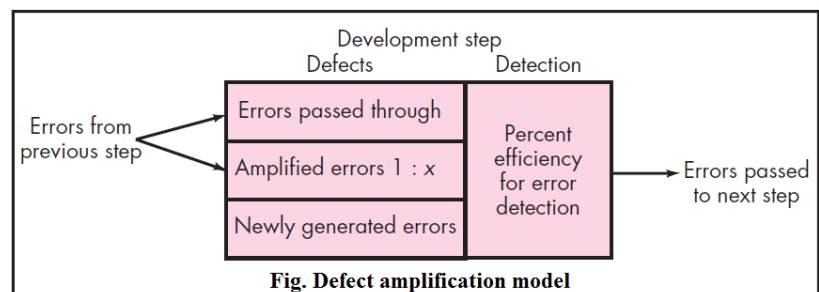 Development step
Defects
Detection
Errors from
previous step
Errors passed through
Amplified errors 1 : x
Newly generated errors
Percent
efficiency
for error
detection
Errors passed
to next step
Fig. Defect amplification model